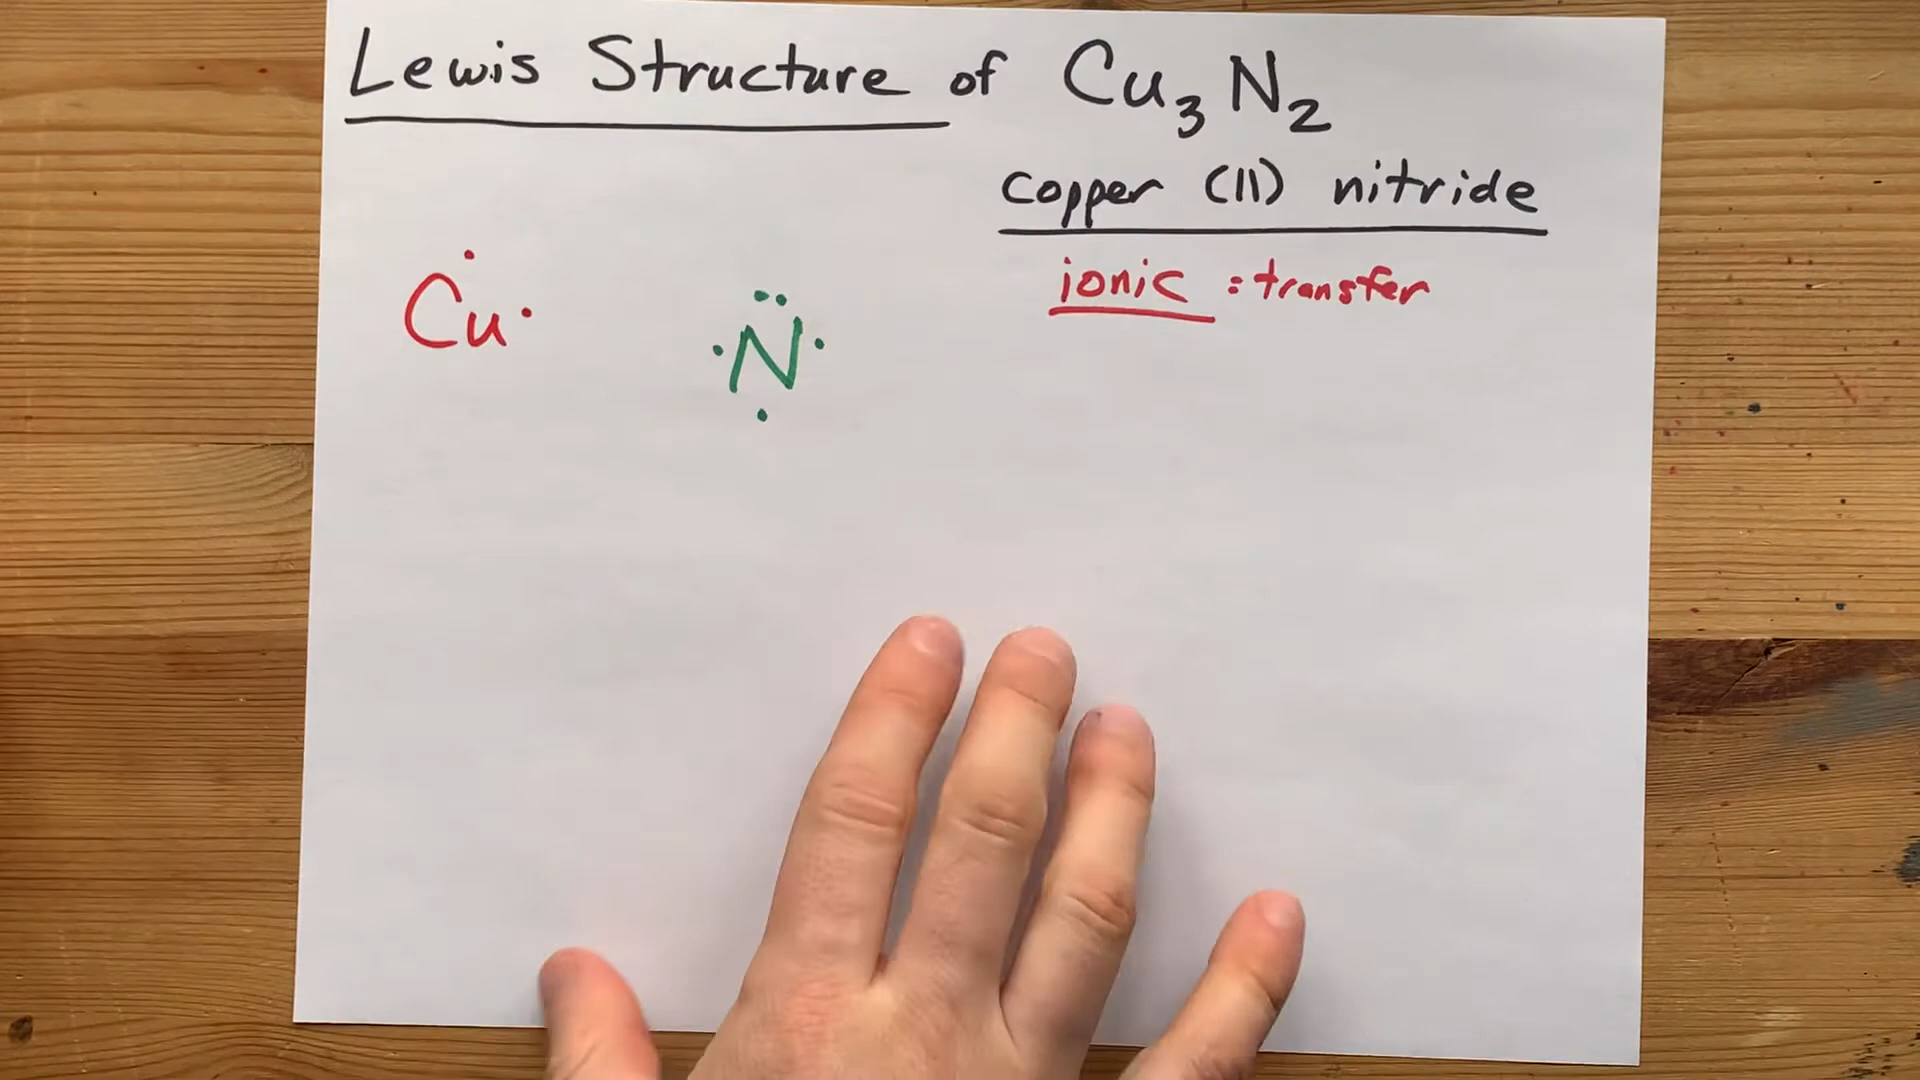 Lewis Structure of Cu₃N₂
copper (II) nitride
ionic : transfer
Cu
N